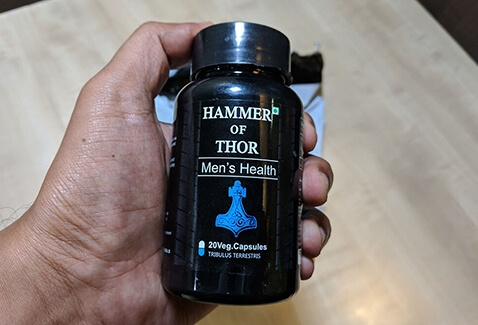 HAMMER
OF
THOR
Men's Health
20Veg.Capsules
TRIBULUS TERRESTRIS